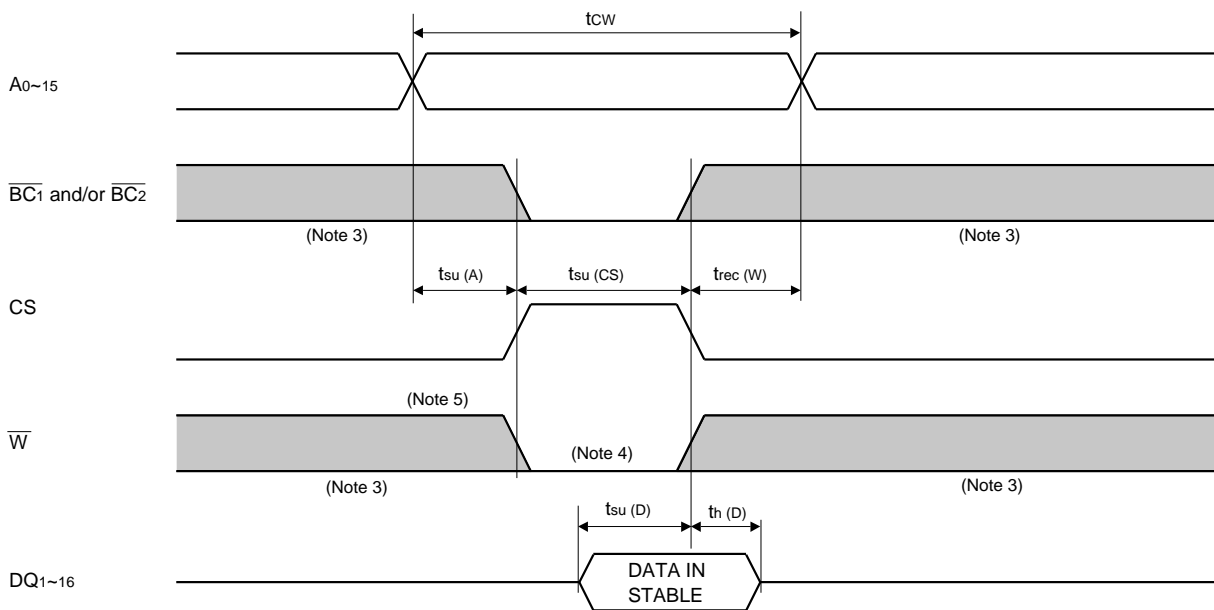 tCW
A0~15
BC1 and/or BC2
(Note 3)
(Note 3)
tsu (A)
tsu (CS)
trec (W)
CS
(Note 5)
W
(Note 4)
(Note 3)
(Note 3)
tsu (D)
th (D)
DQ1~16
DATA IN
STABLE